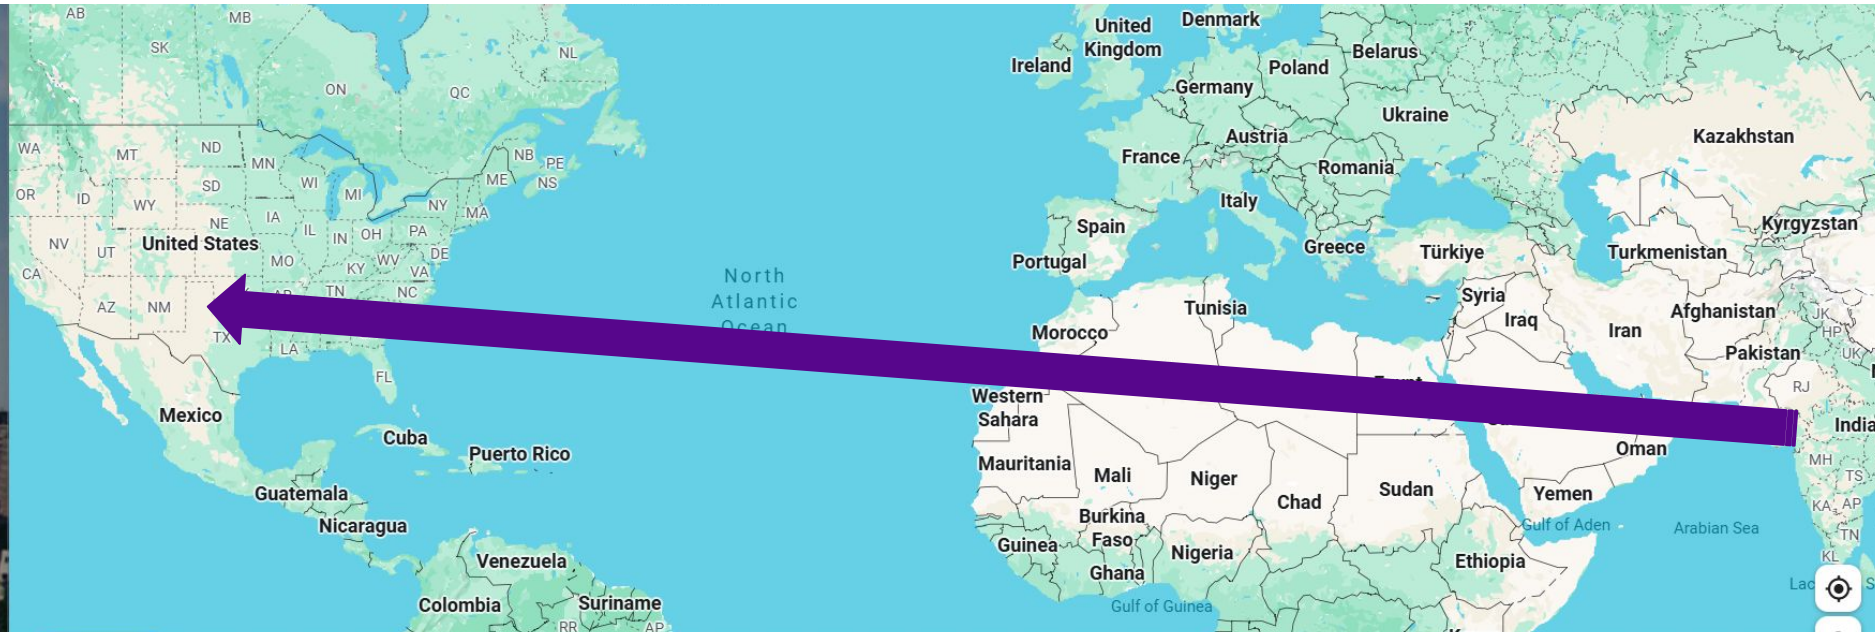 AB
MB
SK
NL
ON
QC
WA
MT
ND
MN
NB
PE
NS
ME
OR
ID
SD
WI
MI
WY
NY
MA
NE
IA
IL
IN
OH
PA
United States
NV
UT
CA
MO
KY
WV
VA
DE
TN
NC
AZ
NM
TX
LA
FL
Mexico
Cuba
Puerto Rico
Guatemala
Nicaragua
Venezuela
Colombia
Suriname
RR
AP
North
Atlantic
Ocean
United
Kingdom
Denmark
Ireland
Belarus
Poland
Germany
Ukraine
Austria
Kazakhstan
France
Romania
Italy
Spain
Portugal
Greece
Türkiye
Kyrgyzstan
Turkmenistan
Tunisia
Syria
Iraq
Iran
Afghanistan
JK
HP
Morocco
Pakistan
UK
RJ
Western
Sahara
India
Oman
MH
Mauritania
Mali
Niger
Chad
Sudan
Yemen
TS
AP
KA
Burkina
Faso
Gulf of Aden
Arabian Sea
TN
Guinea
Nigeria
Ethiopia
KL
Ghana
Gulf of Guinea